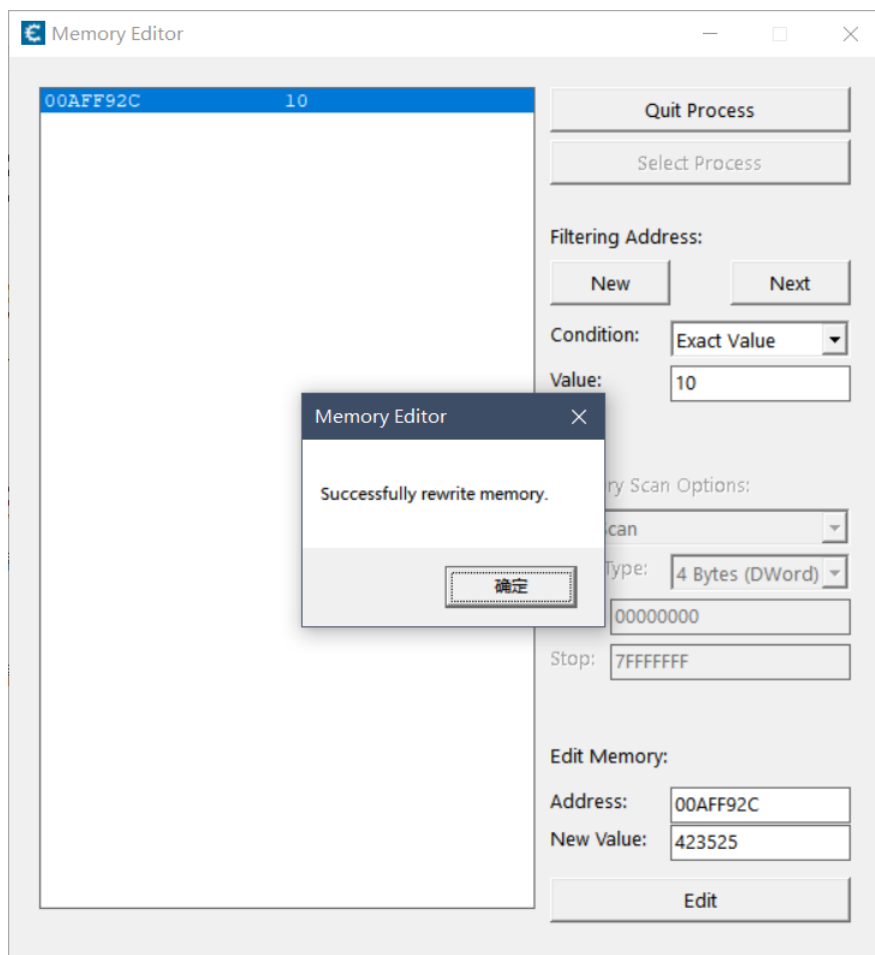 Memory Editor
00AFF92C 10
Quit Process
Select Process
Filtering Address:
New Next
Condition: Exact Value
Value: 10
Memory Editor
Successfully rewrite memory.
确定
ry Scan Options:
can
Type: 4 Bytes (DWord)
00000000
Stop: 7FFFFFFF
Edit Memory:
Address: 00AFF92C
New Value: 423525
Edit